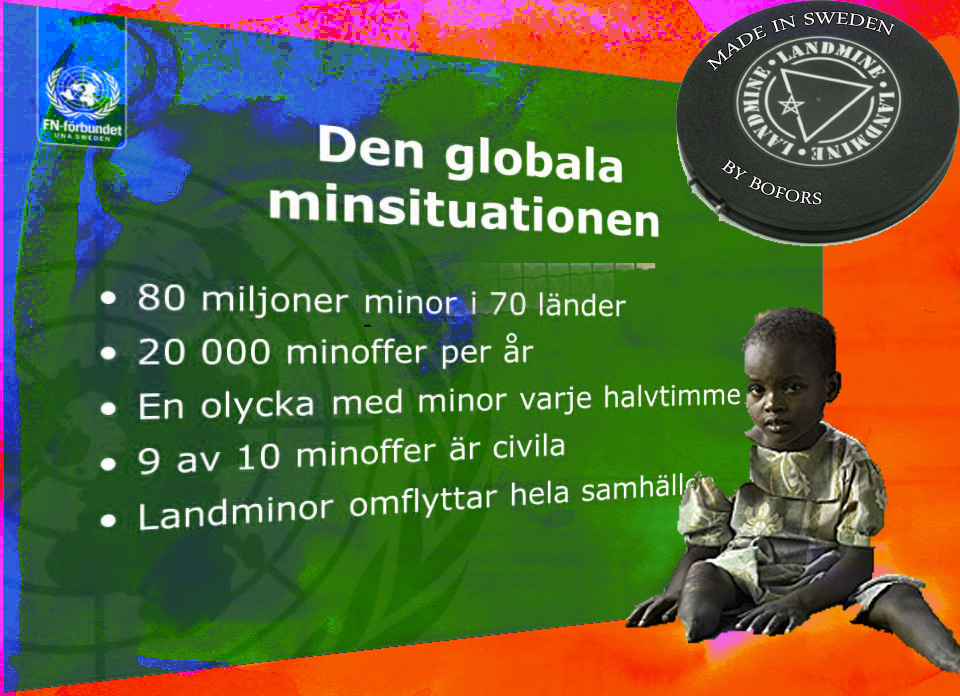 MADE IN SWEDEN
•LANDMINE•LANDMINE•LANDMINE•LANDMINE
BY BOFORS
FN-förbundet
UNA SWEDEN
Den globala
minsituationen
• 80 miljoner minor i 70 länder
• 20 000 minoffer per år
• En olycka med minor varje halvtimme
• 9 av 10 minoffer är civila
• Landminor omflyttar hela samhällen